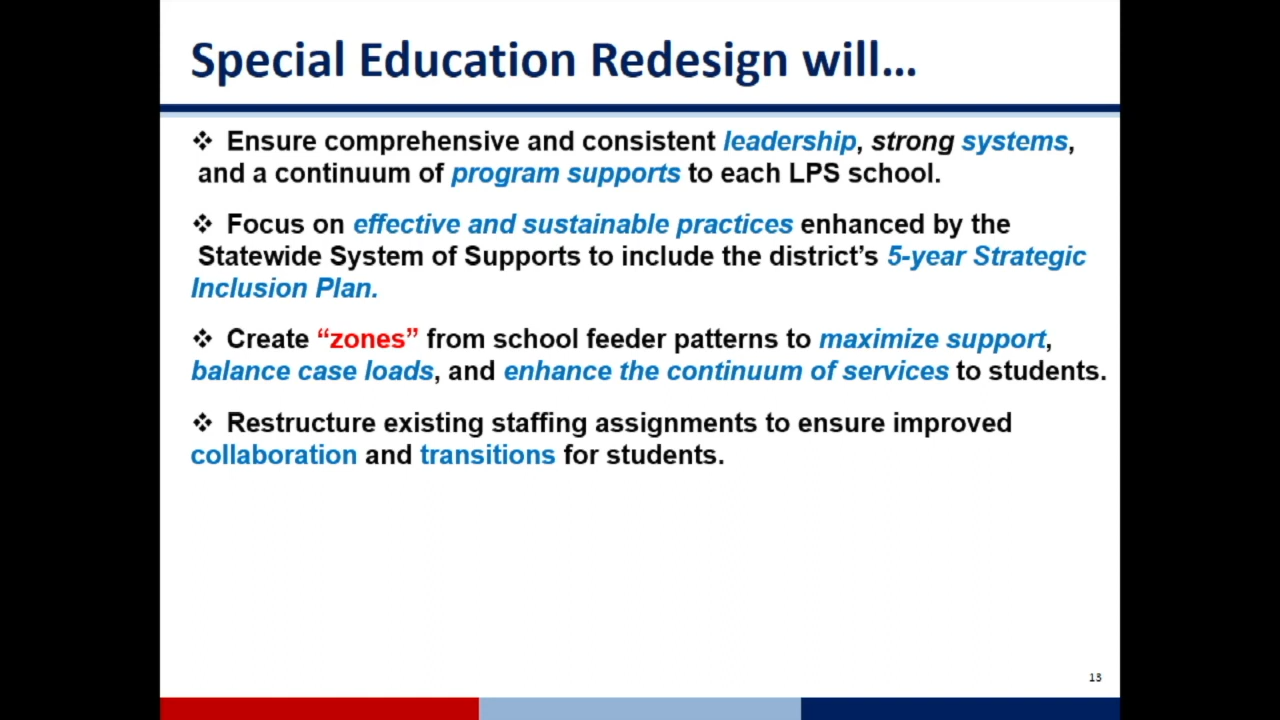 Special Education Redesign will...
❖ Ensure comprehensive and consistent leadership, strong systems,
and a continuum of program supports to each LPS school.
❖ Focus on effective and sustainable practices enhanced by the
Statewide System of Supports to include the district’s 5-year Strategic
Inclusion Plan.
❖ Create “zones” from school feeder patterns to maximize support,
balance case loads, and enhance the continuum of services to students.
❖ Restructure existing staffing assignments to ensure improved
collaboration and transitions for students.
13